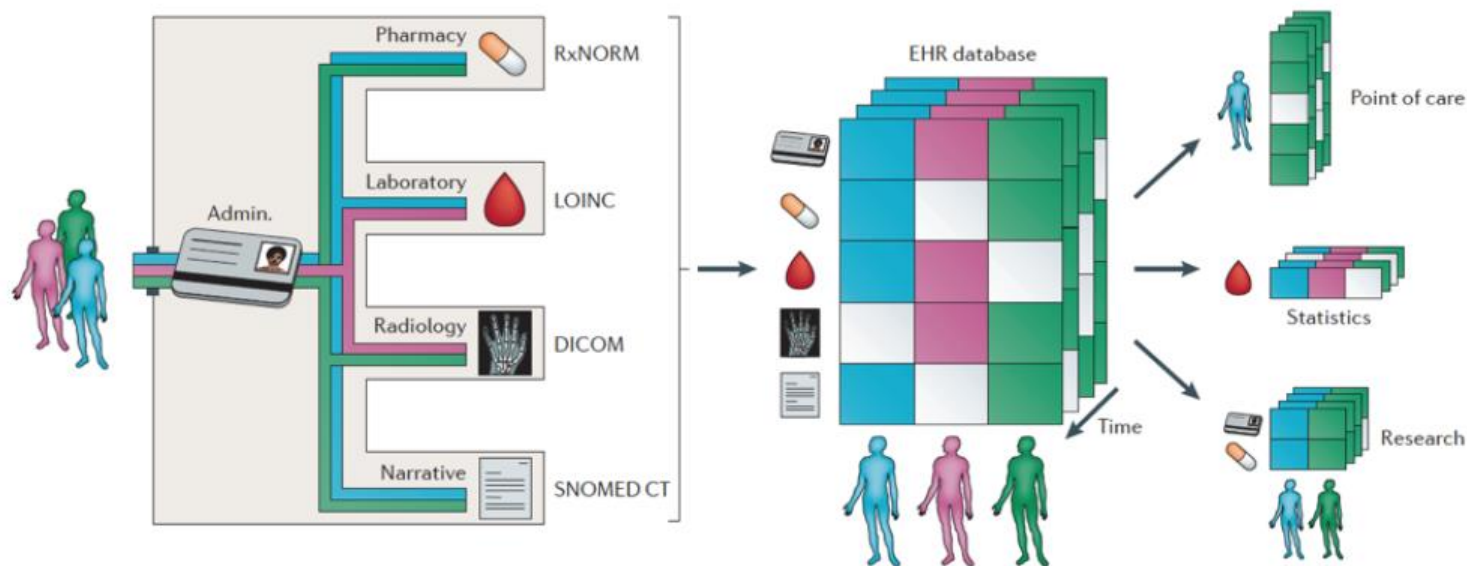 Pharmacy
RxNORM
Laboratory
LOINC
Admin.
Radiology
DICOM
Narrative
SNOMED CT
EHR database
Time
Point of care
Statistics
Research